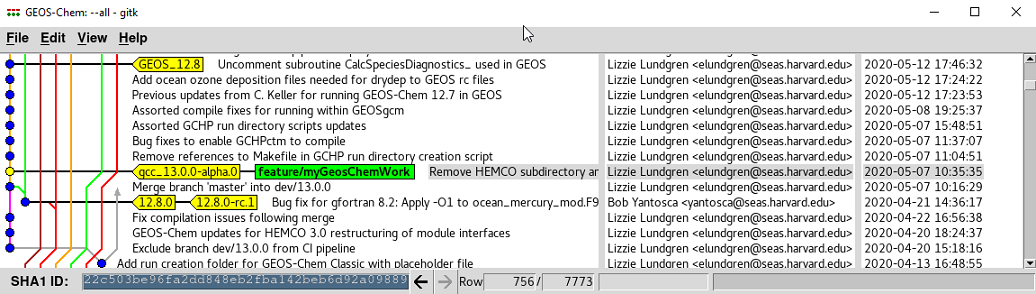 GEOS-Chem: --all - gitk
File Edit View Help
GEOS_12.8 Uncomment subroutine CalcSpeciesDiagnostics_ used in GEOS Lizzie Lundgren <elundgren@seas.harvard.edu> 2020-05-12 17:46:32
Add ocean ozone deposition files needed for drydep to GEOS rc files Lizzie Lundgren <elundgren@seas.harvard.edu> 2020-05-12 17:24:22
Previous updates from C. Keller for running GEOS-Chem 12.7 in GEOS Lizzie Lundgren <elundgren@seas.harvard.edu> 2020-05-12 17:23:53
Assorted compile fixes for running within GEOSgcm Lizzie Lundgren <elundgren@seas.harvard.edu> 2020-05-08 19:25:37
Assorted GCHP run directory scripts updates Lizzie Lundgren <elundgren@seas.harvard.edu> 2020-05-07 15:48:51
Bug fixes to enable GCHPctm to compile Lizzie Lundgren <elundgren@seas.harvard.edu> 2020-05-07 11:37:07
Remove references to Makefile in GCHP run directory creation script Lizzie Lundgren <elundgren@seas.harvard.edu> 2020-05-07 11:04:51
gcc_13.0.0-alpha.0 feature/myGeosChemWork Remove HEMCO subdirectory ar Lizzie Lundgren <elundgren@seas.harvard.edu> 2020-05-07 10:35:35
Merge branch 'master' into dev/13.0.0 Lizzie Lundgren <elundgren@seas.harvard.edu> 2020-05-07 10:16:29
12.8.0 12.8.0-rc.1 Bug fix for gfortran 8.2: Apply -O1 to ocean_mercury_mod.F9 Bob Yantosca <yantosca@seas.harvard.edu> 2020-04-21 14:36:17
Fix compilation issues following merge Lizzie Lundgren <elundgren@seas.harvard.edu> 2020-04-22 16:56:38
GEOS-Chem updates for HEMCO 3.0 restructuring of module interfaces Lizzie Lundgren <elundgren@seas.harvard.edu> 2020-04-20 18:24:37
Exclude branch dev/13.0.0 from CI pipeline Lizzie Lundgren <elundgren@seas.harvard.edu> 2020-04-20 15:18:16
Add run creation folder for GEOS-Chem Classic with placeholder file Lizzie Lundgren <elundgren@seas.harvard.edu> 2020-04-13 16:48:55
SHA1 ID: 22c503be96fa2dd848eb2fba142beb6d92a09889 Row 756 / 7773